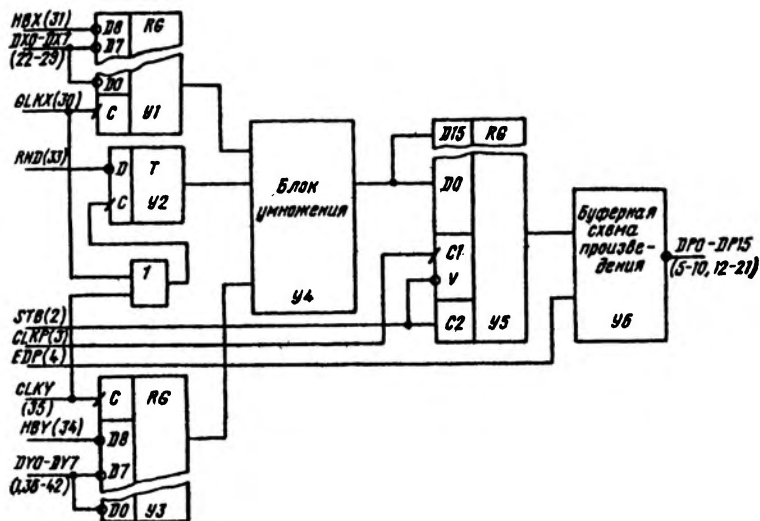 МВХ(31)
DX0-DX7
(22-29)
CLKX(30)
RND(33)
STB(2)
CLKP(3)
EDP(4)
CLKY
(35)
МВY(34)
DY0-DY7
(1,36-42)
D8 RG
D7
D0
C У1
D T
C У2
1
C RG
D8
D7
D0 У3
Блок
умножения
У4
D15 RG
D0
C1
V
C2 У5
Буферная
схема
произве-
дения
У6
DP0-DP15
(5-10, 12-21)